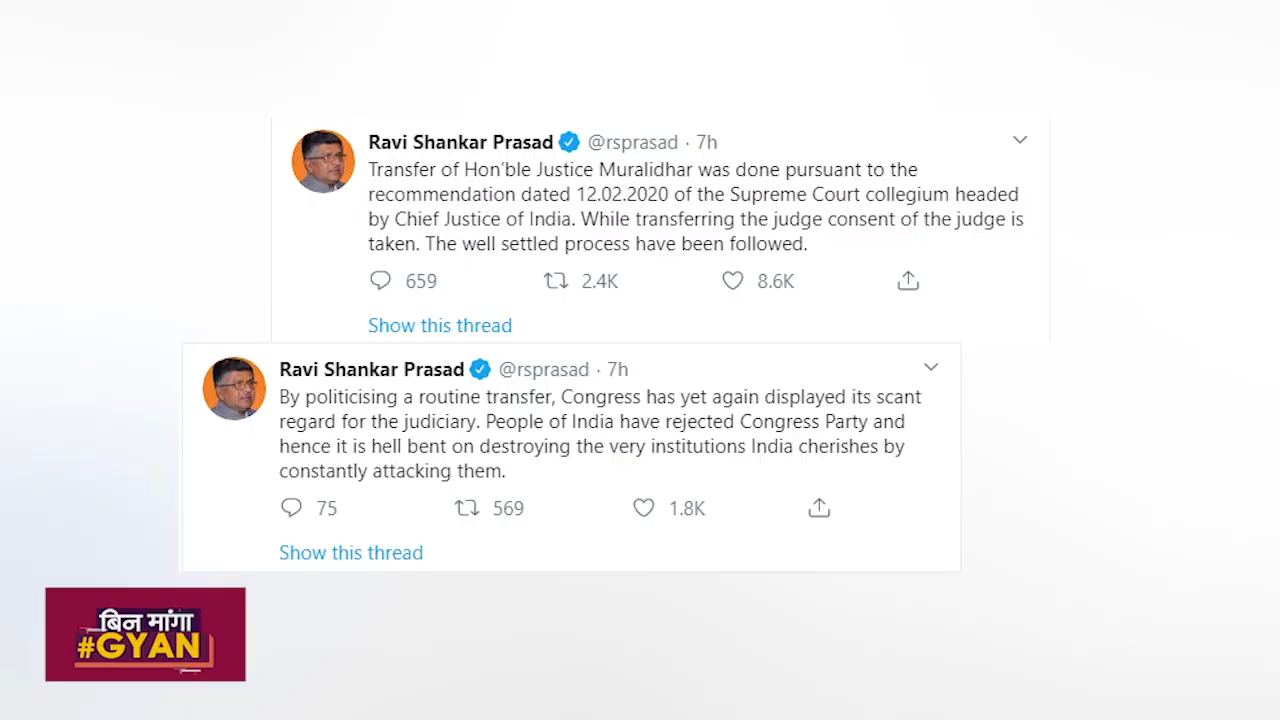 Ravi Shankar Prasad @rsprasad · 7h
Transfer of Hon'ble Justice Muralidhar was done pursuant to the
recommendation dated 12.02.2020 of the Supreme Court collegium headed
by Chief Justice of India. While transferring the judge consent of the judge is
taken. The well settled process have been followed.
659 2.4K 8.6K
Show this thread
Ravi Shankar Prasad @rsprasad · 7h
By politicising a routine transfer, Congress has yet again displayed its scant
regard for the judiciary. People of India have rejected Congress Party and
hence it is hell bent on destroying the very institutions India cherishes by
constantly attacking them.
75 569 1.8K
Show this thread
बिन मांगा
#GYAN